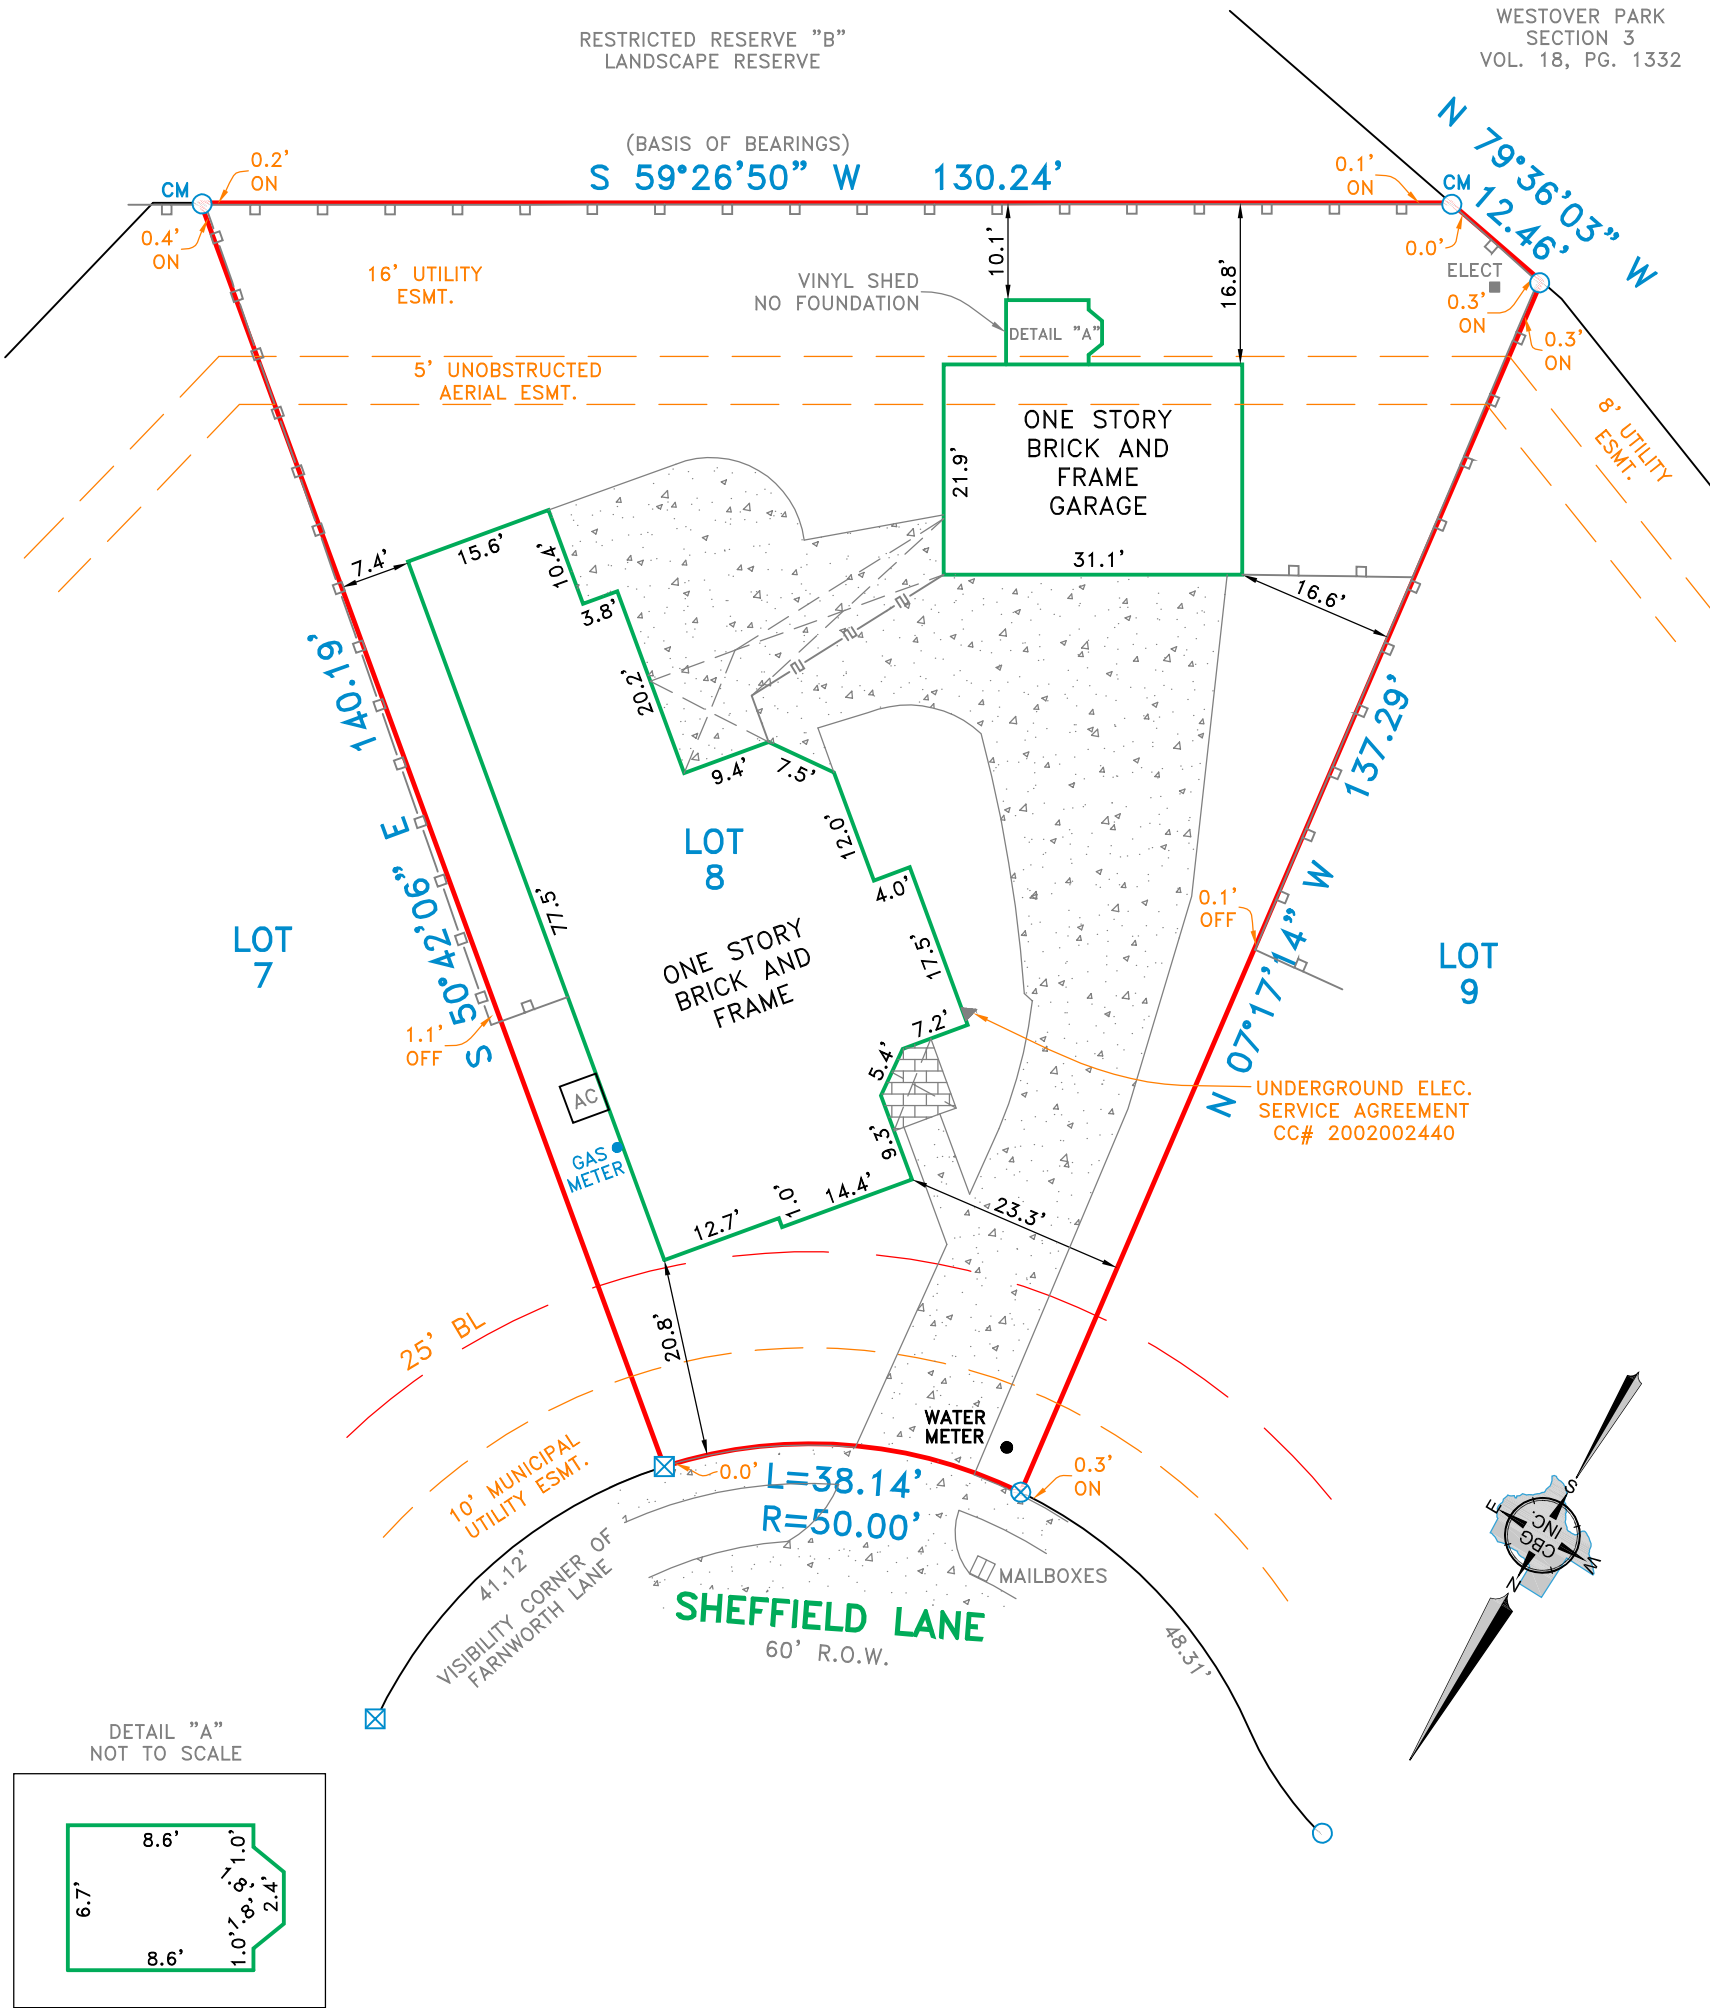 RESTRICTED RESERVE "B"
LANDSCAPE RESERVE
WESTOVER PARK
SECTION 3
VOL. 18, PG. 1332
(BASIS OF BEARINGS)
S 59°26'50" W 130.24'
N 79°36'03" W
12.46'
CM
0.2'
ON
0.4'
ON
0.1'
ON
CM
0.0'
ELECT
0.3'
ON
0.3'
ON
16' UTILITY
ESMT.
10.1'
16.8'
VINYL SHED
NO FOUNDATION
DETAIL "A"
5' UNOBSTRUCTED
AERIAL ESMT.
8' UTILITY
ESMT.
ONE STORY
BRICK AND
FRAME
GARAGE
21.9'
31.1'
16.6'
7.4'
15.6'
10.4'
3.8'
20.2'
9.4'
7.5'
12.0'
4.0'
17.5'
7.2'
5.4'
9.3'
14.4'
1.0'
12.7'
77.5'
S 50°42'06" E 140.19'
N 07°17'14" W 137.29'
LOT
8
LOT
7
LOT
9
ONE STORY
BRICK AND
FRAME
0.1'
OFF
1.1'
OFF
AC
GAS
METER
UNDERGROUND ELEC.
SERVICE AGREEMENT
CC# 2002002440
23.3'
20.8'
25' BL
10' MUNICIPAL
UTILITY ESMT.
WATER
METER
0.0'
0.3'
ON
L=38.14'
R=50.00'
41.12'
VISIBILITY CORNER OF
FARNWORTH LANE
MAILBOXES
SHEFFIELD LANE
60' R.O.W.
48.31'
S
E
W
N
CBG
INC.
DETAIL "A"
NOT TO SCALE
8.6'
1.0'
1.8'
2.4'
1.8'
1.0'
6.7'
8.6'